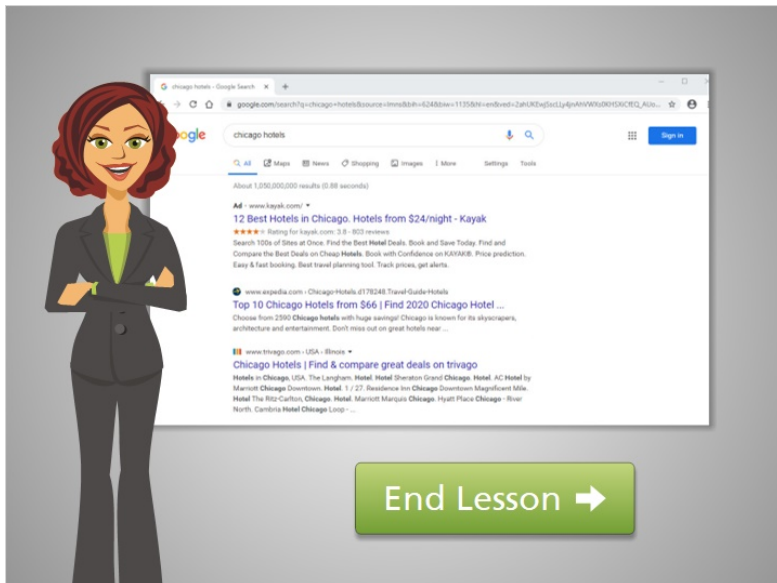 chicago hotels - Google Search
google.com/search?q=chicago+hotels&source=lmns&bih=624&biw=1135&hl=en&ved=
oogle
chicago hotels
Sign in
All Maps News Shopping Images More Settings Tools
About 1,050,000,000 results (0.88 seconds)
Ad · www.kayak.com/
12 Best Hotels in Chicago. Hotels from $24/night - Kayak
Rating for kayak.com: 3.8 - 803 reviews
Search 100s of Sites at Once. Find the Best Hotel Deals. Book and Save Today. Find and
Compare the Best Deals on Cheap Hotels. Book with Confidence on KAYAK®. Price prediction.
Easy & fast booking. Best travel planning tool. Track prices, get alerts.
www.expedia.com › Chicago-Hotels.d178248.Travel-Guide-Hotels
Top 10 Chicago Hotels from $66 | Find 2020 Chicago Hotel ...
Choose from 2590 Chicago hotels with huge savings! Chicago is known for its skyscrapers,
architecture and entertainment. Don't miss out on great hotels near ...
www.trivago.com › USA › Illinois
Chicago Hotels | Find & compare great deals on trivago
Hotels in Chicago, USA. The Langham. Hotel. Hotel Sheraton Grand Chicago. Hotel. AC Hotel by
Marriott Chicago Downtown. Hotel. 1 / 27. Residence Inn Chicago Downtown Magnificent Mile.
Hotel The Ritz-Carlton, Chicago. Hotel. Marriott Marquis Chicago. Hyatt Place Chicago - River
North. Cambria Hotel Chicago Loop - ...
End Lesson